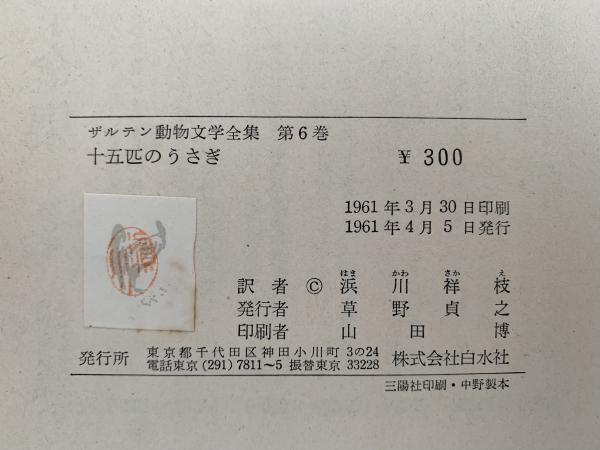 ザルテン動物文学全集 第6巻
十五匹のうさぎ ¥ 300
1961年3月30日印刷
1961年4月5日発行
はま かわ さか え
訳者 © 浜川祥枝
発行者 草野貞之
印刷者 山田博
発行所 東京都千代田区神田小川町 3の24 株式会社白水社
電話東京 (291) 7811〜5 振替東京 33228
三陽社印刷・中野製本